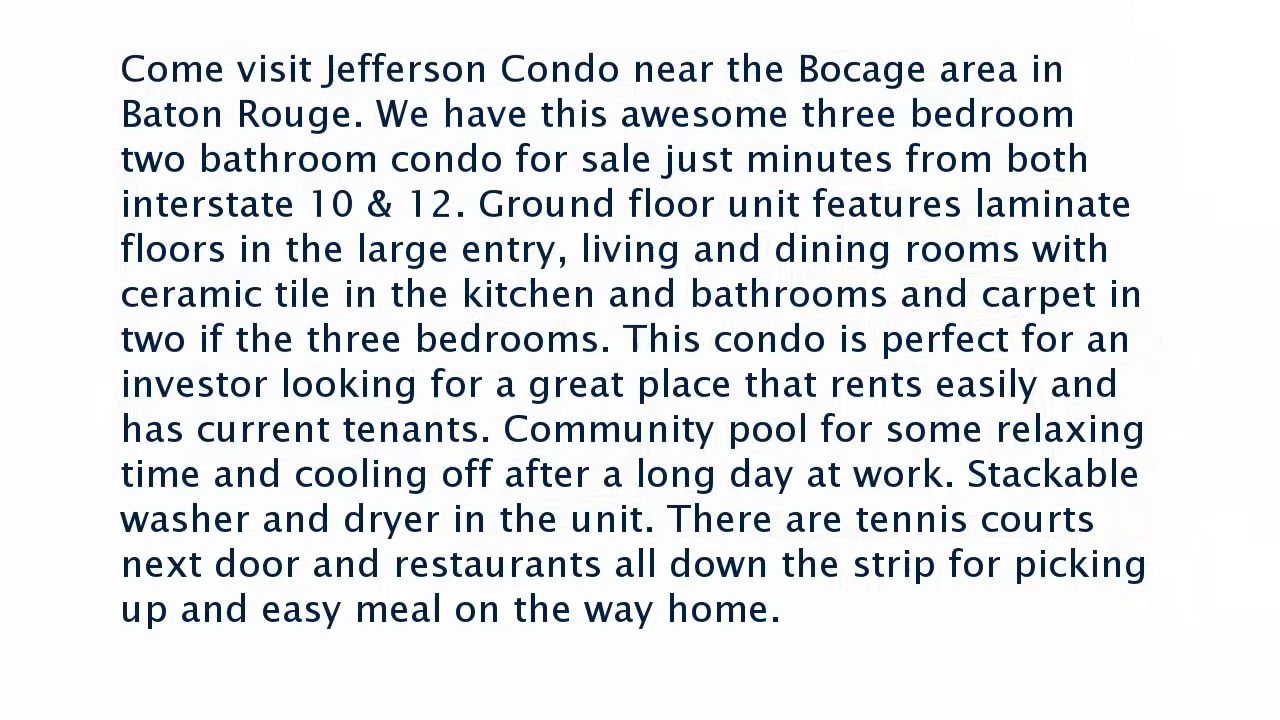 Come visit Jefferson Condo near the Bocage area in
Baton Rouge. We have this awesome three bedroom
two bathroom condo for sale just minutes from both
interstate 10 & 12. Ground floor unit features laminate
floors in the large entry, living and dining rooms with
ceramic tile in the kitchen and bathrooms and carpet in
two if the three bedrooms. This condo is perfect for an
investor looking for a great place that rents easily and
has current tenants. Community pool for some relaxing
time and cooling off after a long day at work. Stackable
washer and dryer in the unit. There are tennis courts
next door and restaurants all down the strip for picking
up and easy meal on the way home.